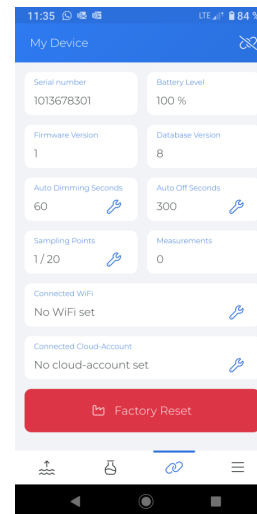 11:35 LTE 84 %
My Device
Serial number
1013678301
Battery Level
100 %
Firmware Version
1
Database Version
8
Auto Dimming Seconds
60
Auto Off Seconds
300
Sampling Points
1 / 20
Measurements
0
Connected WiFi
No WiFi set
Connected Cloud-Account
No cloud-account set
Factory Reset